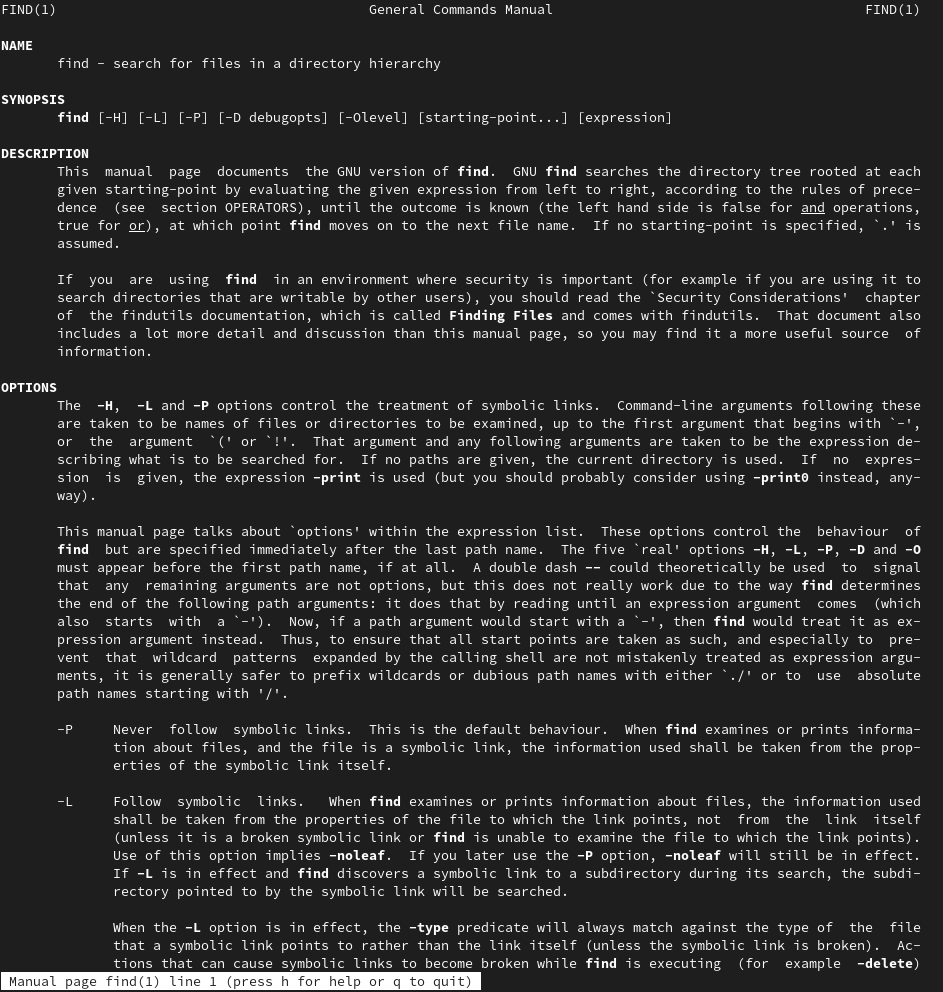 FIND(1) General Commands Manual FIND(1)
NAME
find - search for files in a directory hierarchy
SYNOPSIS
find [-H] [-L] [-P] [-D debugopts] [-Olevel] [starting-point...] [expression]
DESCRIPTION
This manual page documents the GNU version of find. GNU find searches the directory tree rooted at each
given starting-point by evaluating the given expression from left to right, according to the rules of prece-
dence (see section OPERATORS), until the outcome is known (the left hand side is false for and operations,
true for or), at which point find moves on to the next file name. If no starting-point is specified, `.' is
assumed.
If you are using find in an environment where security is important (for example if you are using it to
search directories that are writable by other users), you should read the `Security Considerations' chapter
of the findutils documentation, which is called Finding Files and comes with findutils. That document also
includes a lot more detail and discussion than this manual page, so you may find it a more useful source of
information.
OPTIONS
The -H, -L and -P options control the treatment of symbolic links. Command-line arguments following these
are taken to be names of files or directories to be examined, up to the first argument that begins with `-',
or the argument `(' or `!'. That argument and any following arguments are taken to be the expression de-
scribing what is to be searched for. If no paths are given, the current directory is used. If no expres-
sion is given, the expression -print is used (but you should probably consider using -print0 instead, any-
way).
This manual page talks about `options' within the expression list. These options control the behaviour of
find but are specified immediately after the last path name. The five `real' options -H, -L, -P, -D and -O
must appear before the first path name, if at all. A double dash -- could theoretically be used to signal
that any remaining arguments are not options, but this does not really work due to the way find determines
the end of the following path arguments: it does that by reading until an expression argument comes (which
also starts with a `-'). Now, if a path argument would start with a `-', then find would treat it as ex-
pression argument instead. Thus, to ensure that all start points are taken as such, and especially to pre-
vent that wildcard patterns expanded by the calling shell are not mistakenly treated as expression argu-
ments, it is generally safer to prefix wildcards or dubious path names with either `./' or to use absolute
path names starting with '/'.
-P Never follow symbolic links. This is the default behaviour. When find examines or prints informa-
tion about files, and the file is a symbolic link, the information used shall be taken from the prop-
erties of the symbolic link itself.
-L Follow symbolic links. When find examines or prints information about files, the information used
shall be taken from the properties of the file to which the link points, not from the link itself
(unless it is a broken symbolic link or find is unable to examine the file to which the link points).
Use of this option implies -noleaf. If you later use the -P option, -noleaf will still be in effect.
If -L is in effect and find discovers a symbolic link to a subdirectory during its search, the subdi-
rectory pointed to by the symbolic link will be searched.
When the -L option is in effect, the -type predicate will always match against the type of the file
that a symbolic link points to rather than the link itself (unless the symbolic link is broken). Ac-
tions that can cause symbolic links to become broken while find is executing (for example -delete)
Manual page find(1) line 1 (press h for help or q to quit)